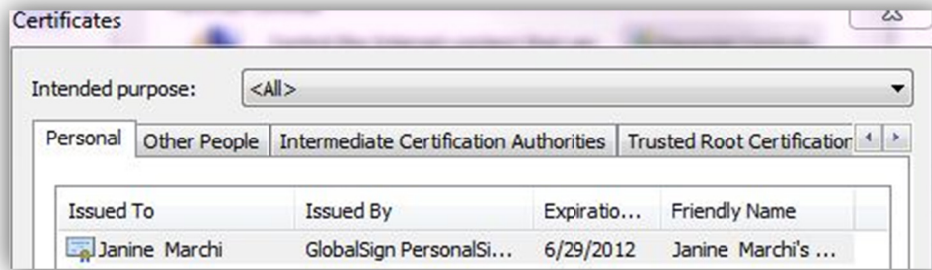 Certificates
Intended purpose: <All>
Personal Other People Intermediate Certification Authorities Trusted Root Certification
Issued To Issued By Expiratio... Friendly Name
Janine Marchi GlobalSign PersonalSi... 6/29/2012 Janine Marchi's ...